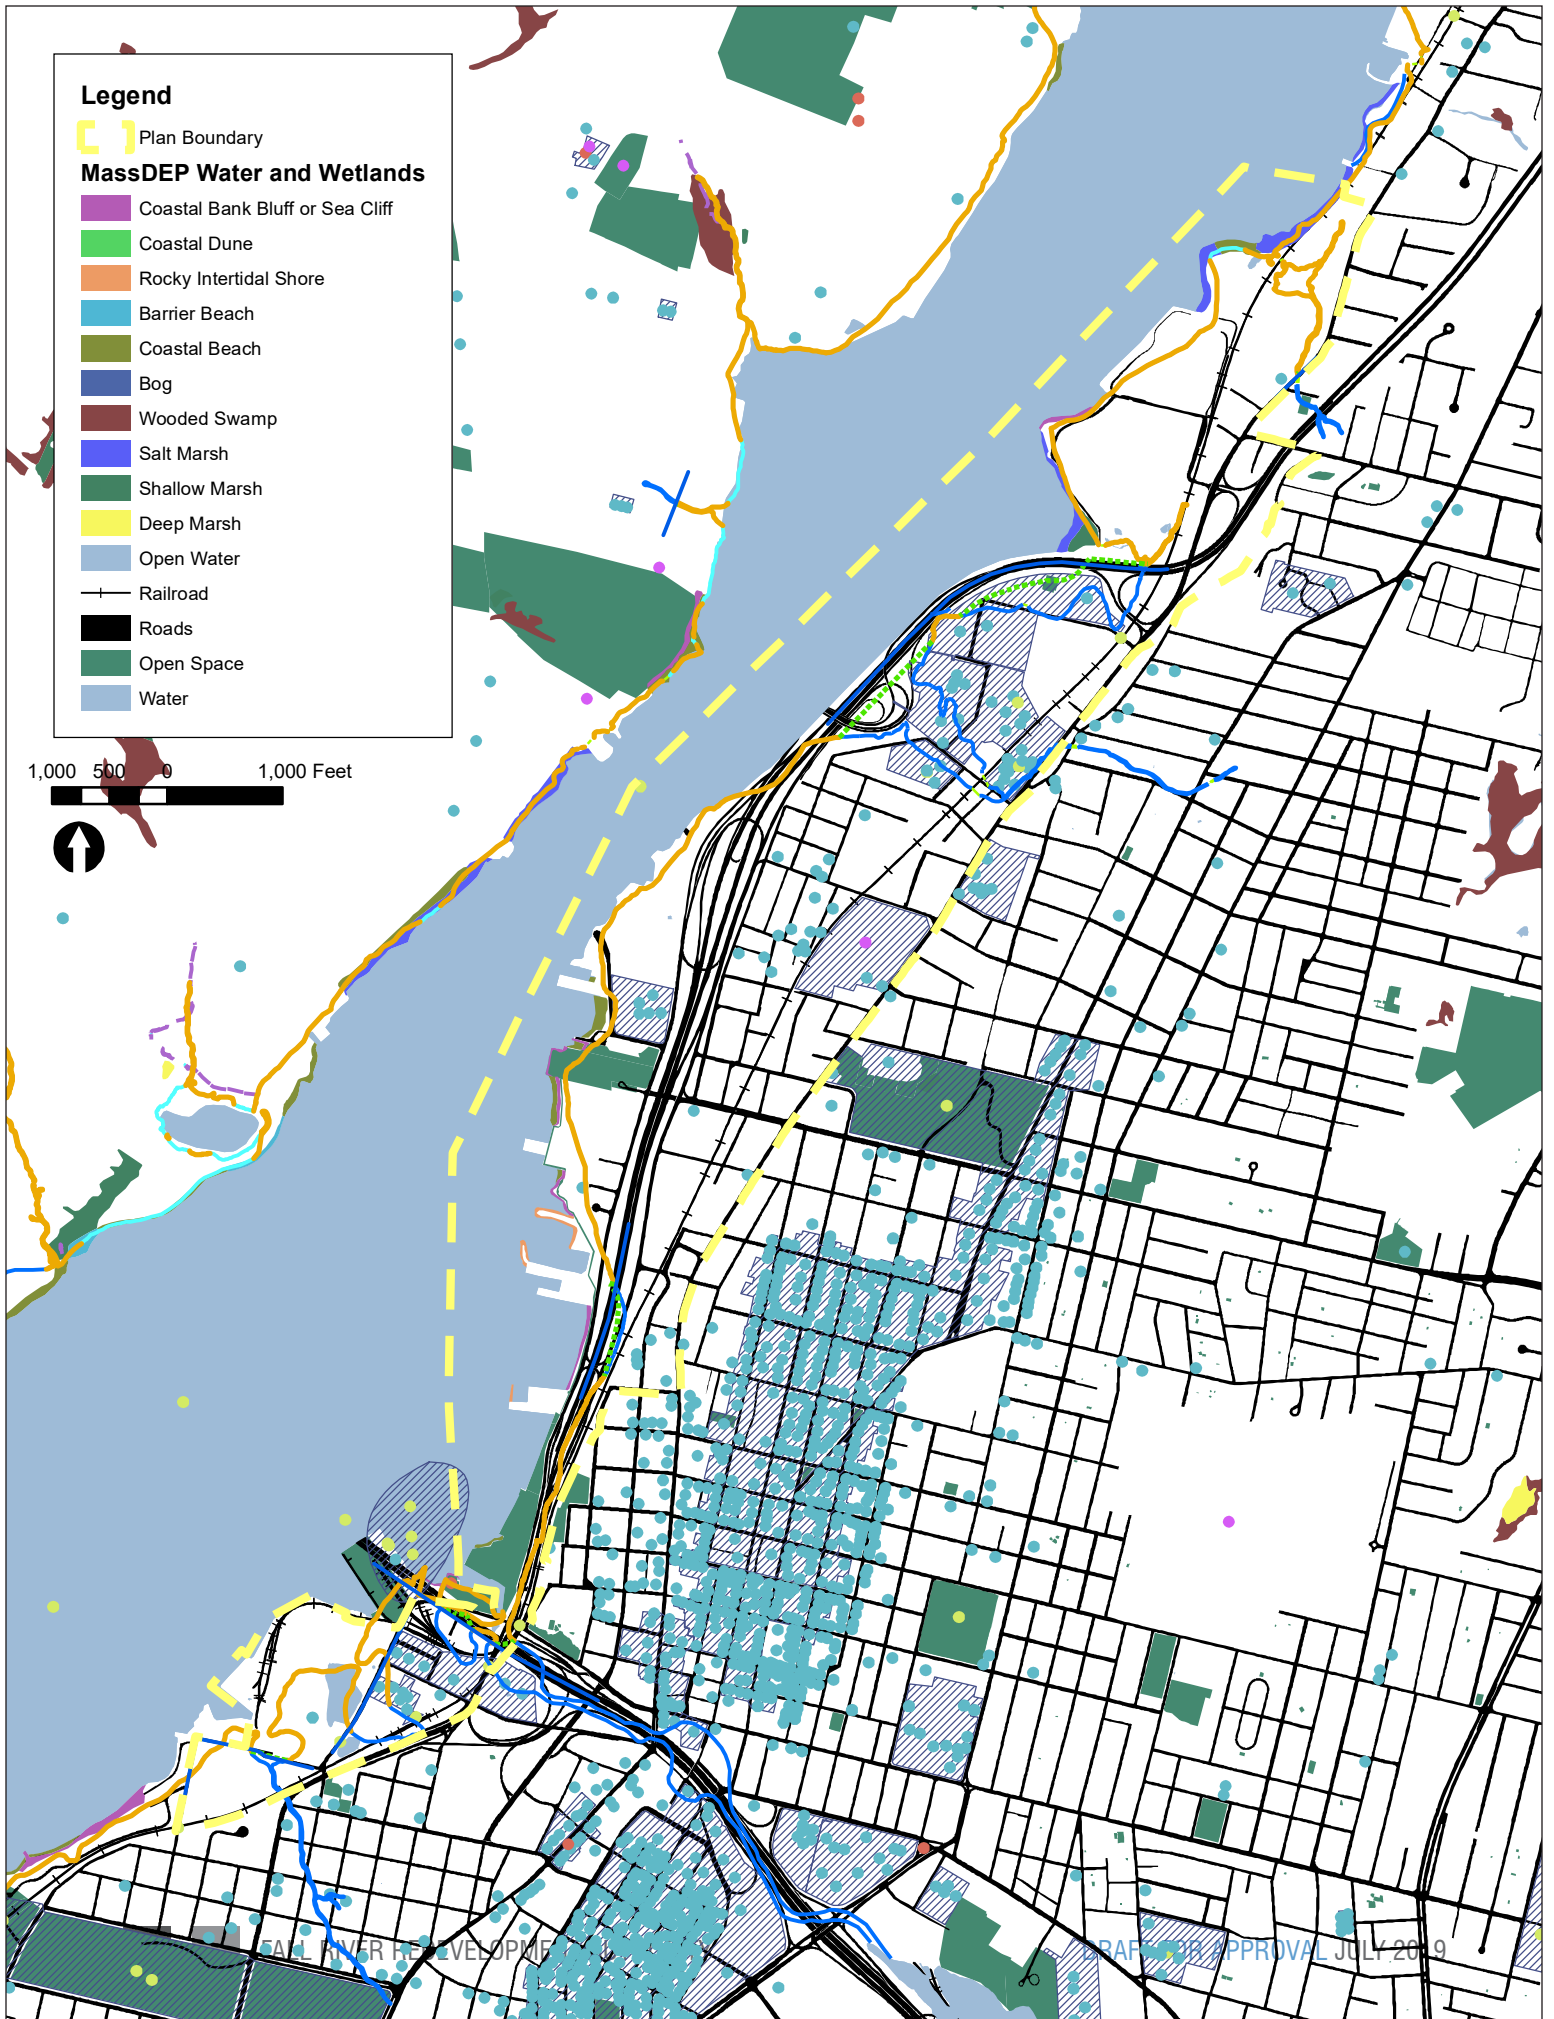 Legend
Plan Boundary
MassDEP Water and Wetlands
Coastal Bank Bluff or Sea Cliff
Coastal Dune
Rocky Intertidal Shore
Barrier Beach
Coastal Beach
Bog
Wooded Swamp
Salt Marsh
Shallow Marsh
Deep Marsh
Open Water
Railroad
Roads
Open Space
Water
1,000 500 0 1,000 Feet
FALL RIVER DRAFT FOR APPROVAL JULY 2019